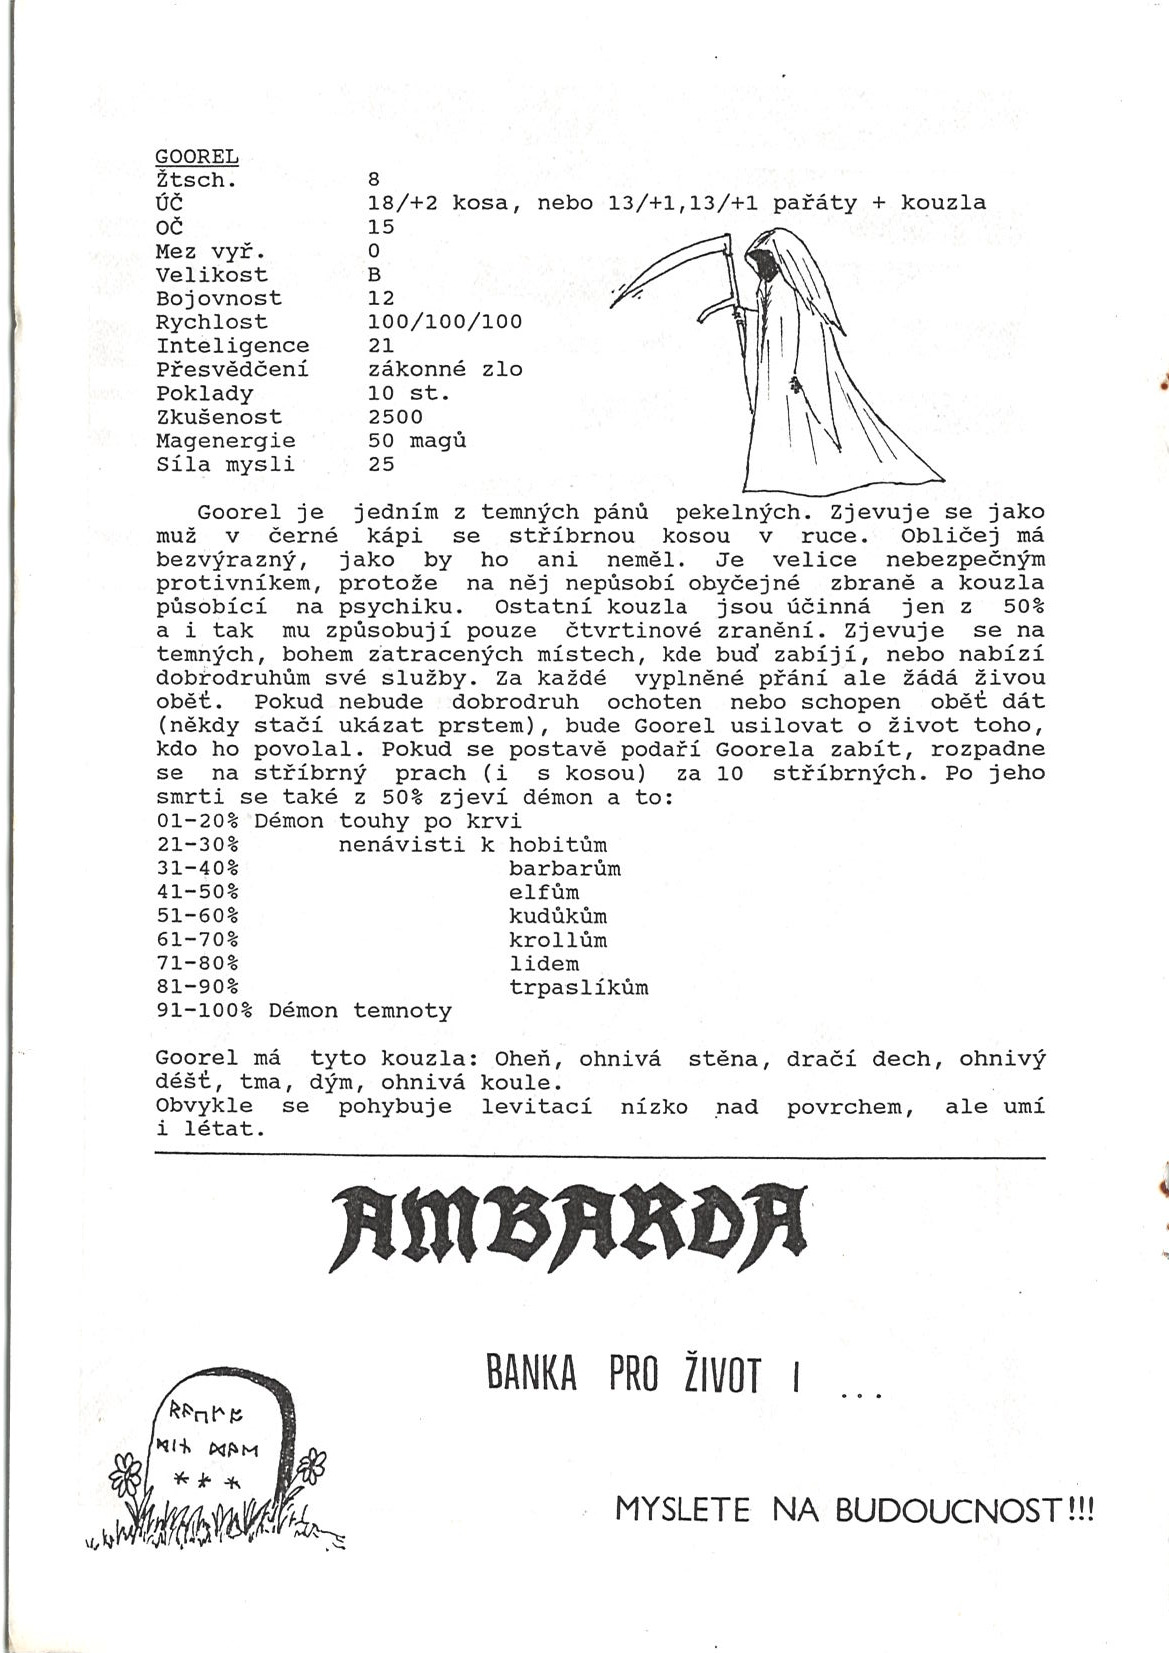 GOOREL
Žtsch. 8
ÚČ 18/+2 kosa, nebo 13/+1,13/+1 pařáty + kouzla
OČ 15
Mez vyř. 0
Velikost B
Bojovnost 12
Rychlost 100/100/100
Inteligence 21
Přesvědčení zákonné zlo
Poklady 10 st.
Zkušenost 2500
Magenergie 50 magů
Síla mysli 25
Goorel je jedním z temných pánů pekelných. Zjevuje se jako
muž v černé kápi se stříbrnou kosou v ruce. Obličej má
bezvýrazný, jako by ho ani neměl. Je velice nebezpečným
protivníkem, protože na něj nepůsobí obyčejné zbraně a kouzla
působící na psychiku. Ostatní kouzla jsou účinná jen z 50%
a i tak mu způsobují pouze čtvrtinové zranění. Zjevuje se na
temných, bohem zatracených místech, kde buď zabíjí, nebo nabízí
dobrodruhům své služby. Za každé vyplněné přání ale žádá živou
oběť. Pokud nebude dobrodruh ochoten nebo schopen oběť dát
(někdy stačí ukázat prstem), bude Goorel usilovat o život toho,
kdo ho povolal. Pokud se postavě podaří Goorela zabít, rozpadne
se na stříbrný prach (i s kosou) za 10 stříbrných. Po jeho
smrti se také z 50% zjeví démon a to:
01-20% Démon touhy po krvi
21-30% nenávisti k hobitům
31-40% barbarům
41-50% elfům
51-60% kudůkům
61-70% krollům
71-80% lidem
81-90% trpaslíkům
91-100% Démon temnoty
Goorel má tyto kouzla: Oheň, ohnivá stěna, dračí dech, ohnivý
déšť, tma, dým, ohnivá koule.
Obvykle se pohybuje levitací nízko nad povrchem, ale umí
i létat.
AMBARDA
BANKA PRO ŽIVOT I ...
MYSLETE NA BUDOUCNOST!!!